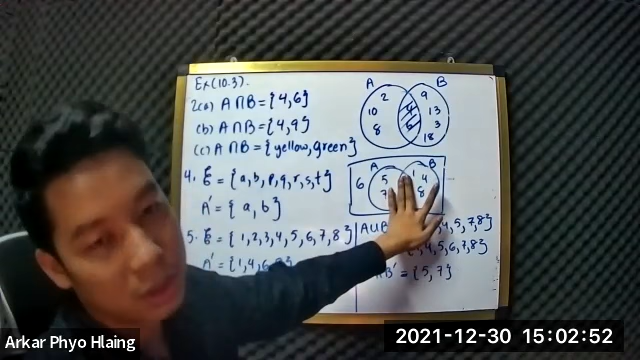 Ex(10.3).
2(a) A∩B = {4,6}
(b) A∩B = {4,9}
(c) A∩B = {yellow, green}
4. ξ = {a, b, p, q, r, s, t}
A' = {a, b}
5. ξ = {1, 2, 3, 4, 5, 6, 7, 8}
A' = {1, 4, 6
A B
2 9
10 4 13
8 6 3
18
A B
6 5 1 4
7 8
A∪B
4, 5, 7, 8}
4, 5, 6, 7, 8}
B' = {5, 7}
Arkar Phyo Hlaing
2021-12-30 15:02:52